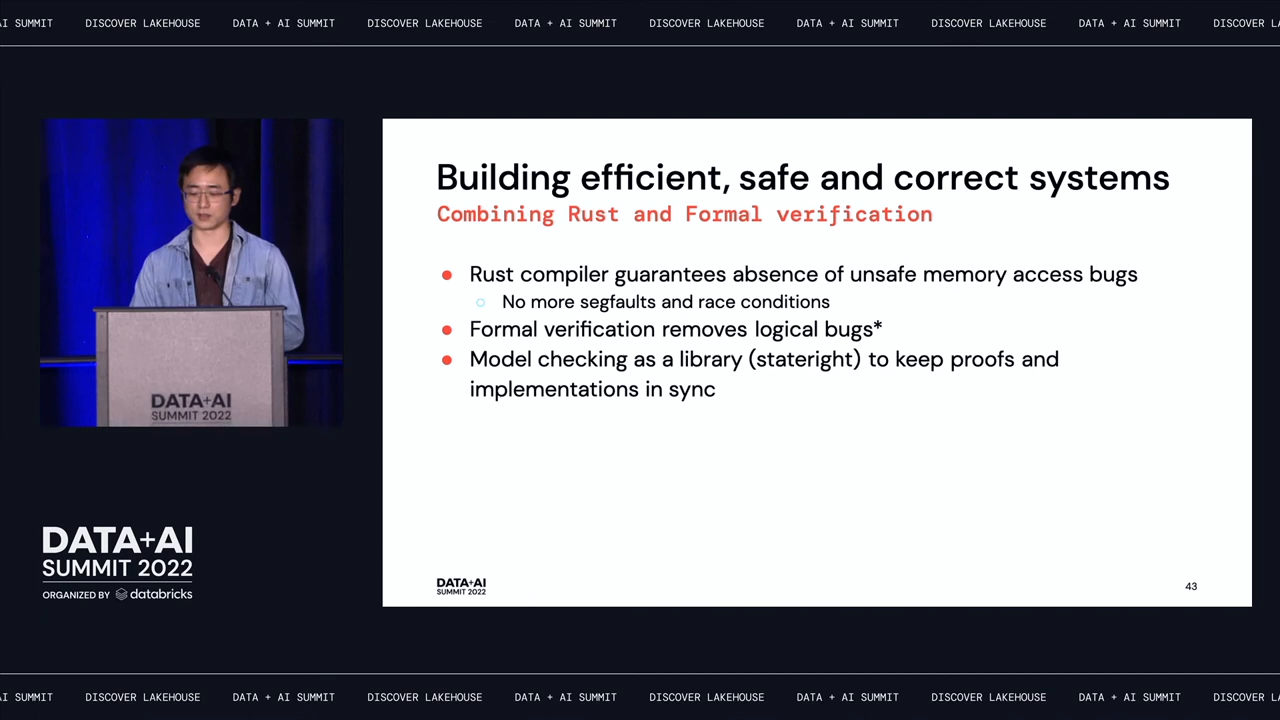 AI SUMMIT DISCOVER LAKEHOUSE DATA + AI SUMMIT DISCOVER LAKEHOUSE DATA + AI SUMMIT DISCOVER LAKEHOUSE DATA + AI SUMMIT DISCOVER LAKEHOUSE DATA + AI SUMMIT DISCOVER LA
Building efficient, safe and correct systems
Combining Rust and Formal verification
● Rust compiler guarantees absence of unsafe memory access bugs
○ No more segfaults and race conditions
● Formal verification removes logical bugs*
● Model checking as a library (stateright) to keep proofs and
implementations in sync
DATA+AI
SUMMIT 2022
43
DATA+AI
SUMMIT 2022
DATA+AI
SUMMIT 2022
ORGANIZED BY databricks
AI SUMMIT DISCOVER LAKEHOUSE DATA + AI SUMMIT DISCOVER LAKEHOUSE DATA + AI SUMMIT DISCOVER LAKEHOUSE DATA + AI SUMMIT DISCOVER LAKEHOUSE DATA + AI SUMMIT DISCOVER LA